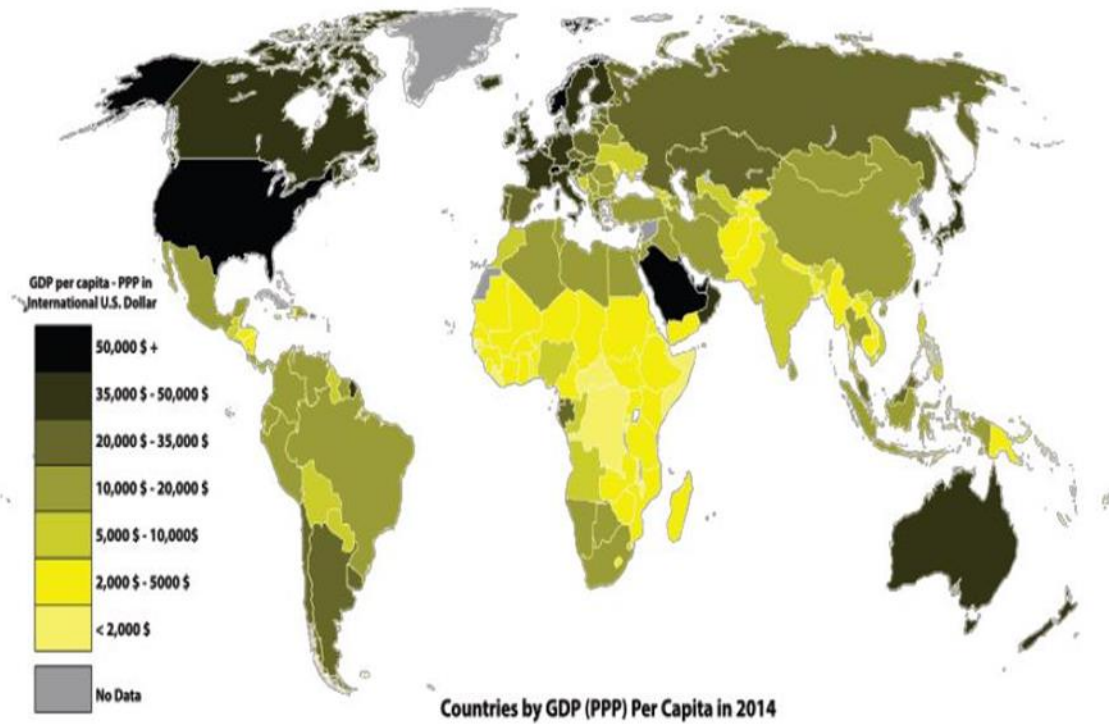 GDP per capita - PPP in
International U.S. Dollar
50,000 $ +
35,000 $ - 50,000 $
20,000 $ - 35,000 $
10,000 $ - 20,000 $
5,000 $ - 10,000$
2,000 $ - 5000 $
< 2,000 $
No Data
Countries by GDP (PPP) Per Capita in 2014